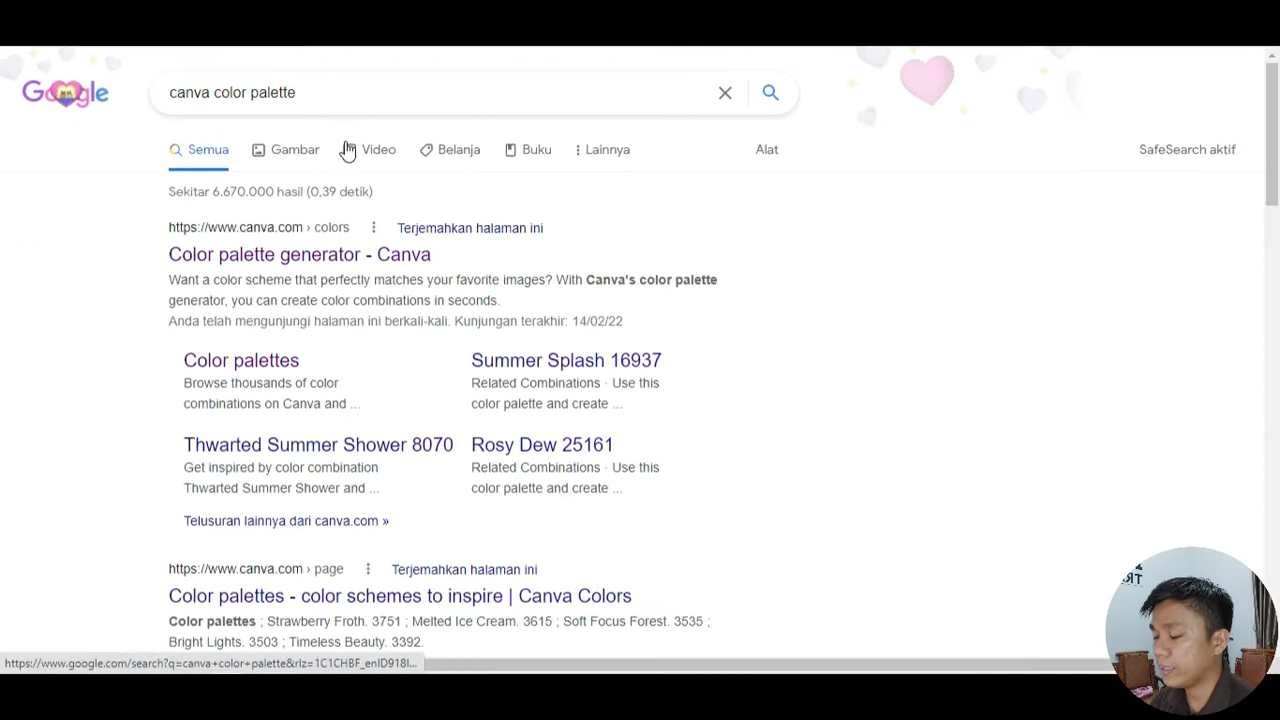 Google
canva color palette
Semua Gambar Video Belanja Buku Lainnya Alat SafeSearch aktif
Sekitar 6.670.000 hasil (0,39 detik)
https://www.canva.com › colors Terjemahkan halaman ini
Color palette generator - Canva
Want a color scheme that perfectly matches your favorite images? With Canva's color palette
generator, you can create color combinations in seconds.
Anda telah mengunjungi halaman ini berkali-kali. Kunjungan terakhir: 14/02/22
Color palettes
Browse thousands of color
combinations on Canva and ...
Summer Splash 16937
Related Combinations · Use this
color palette and create ...
Thwarted Summer Shower 8070
Get inspired by color combination
Thwarted Summer Shower and ...
Rosy Dew 25161
Related Combinations · Use this
color palette and create ...
Telusuran lainnya dari canva.com »
https://www.canva.com › page Terjemahkan halaman ini
Color palettes - color schemes to inspire | Canva Colors
Color palettes ; Strawberry Froth. 3751 ; Melted Ice Cream. 3615 ; Soft Focus Forest. 3535 ;
Bright Lights. 3503 ; Timeless Beauty. 3392.
https://www.google.com/search?q=canva+color+palette&rlz=1C1CHBF_enID918I...